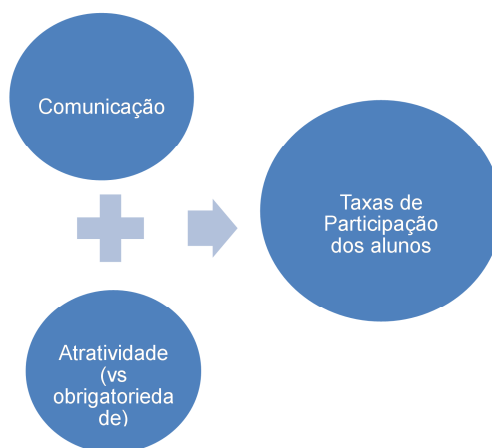 Comunicação
Atratividade
(vs
obrigatorieda
de)
Taxas de
Participação
dos alunos